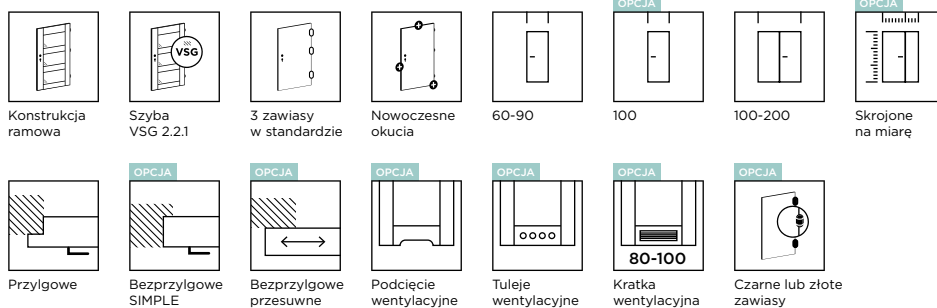 OPCJA
OPCJA
VSG
Konstrukcja
ramowa
Szyba
VSG 2.2.1
3 zawiasy
w standardzie
Nowoczesne
okucia
60-90
100
100-200
Skrojone
na miarę
OPCJA
OPCJA
OPCJA
OPCJA
OPCJA
OPCJA
80-100
Przylgowe
Bezprzylgowe
SIMPLE
Bezprzylgowe
przesuwne
Podcięcie
wentylacyjne
Tuleje
wentylacyjne
Kratka
wentylacyjna
Czarne lub złote
zawiasy